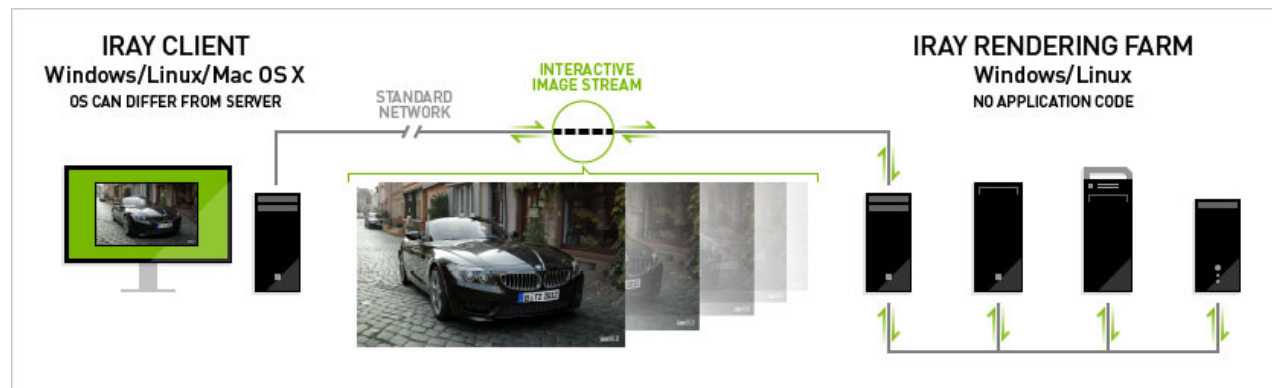 IRAY CLIENT
Windows/Linux/Mac OS X
OS CAN DIFFER FROM SERVER
STANDARD
NETWORK
INTERACTIVE
IMAGE STREAM
IRAY RENDERING FARM
Windows/Linux
NO APPLICATION CODE